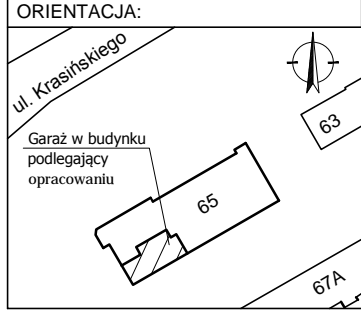 ORIENTACJA:
ul. Krasińskiego
63
Garaż w budynku
podlegający
opracowaniu
65
67A